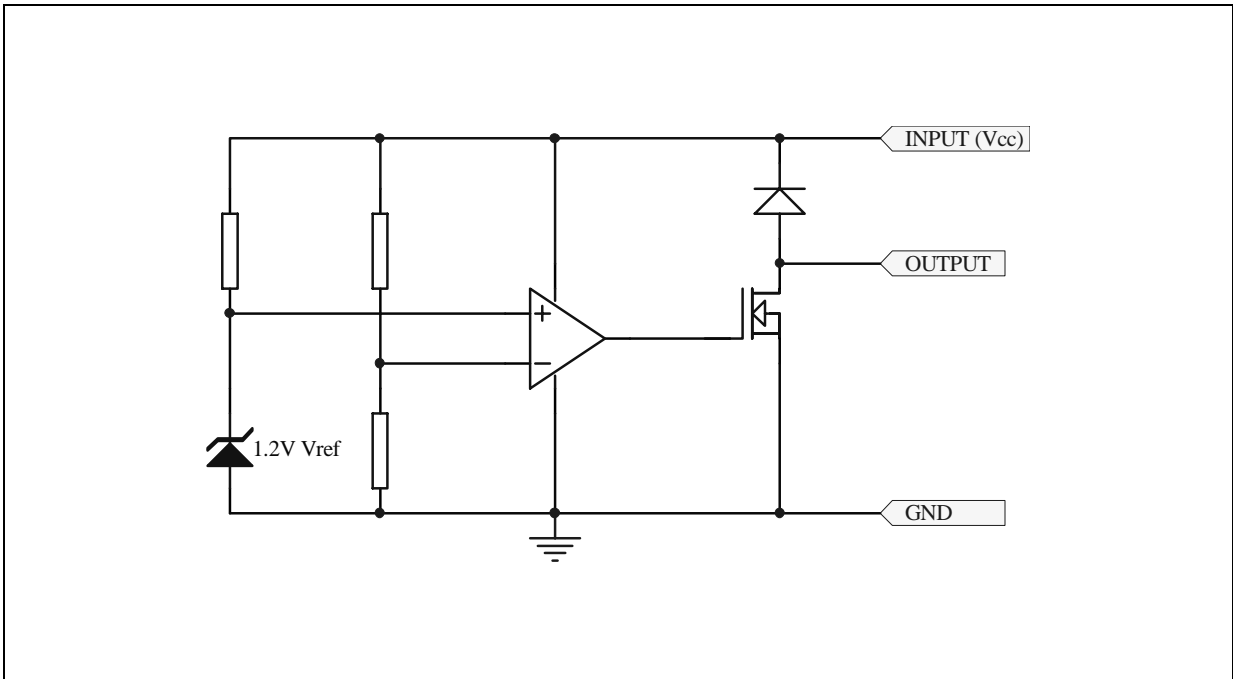 INPUT (Vcc)
OUTPUT
+
−
1.2V Vref
GND